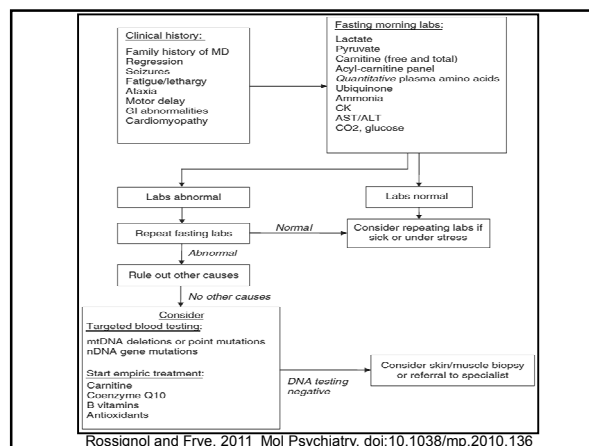 Clinical history:
Family history of MD
Regression
Seizures
Fatigue/lethargy
Ataxia
Motor delay
GI abnormalities
Cardiomyopathy
Fasting morning labs:
Lactate
Pyruvate
Carnitine (free and total)
Acyl-carnitine panel
Quantitative plasma amino acids
Ubiquinone
Ammonia
CK
AST/ALT
CO2, glucose
Labs abnormal
Labs normal
Repeat fasting labs
Normal
Consider repeating labs if
sick or under stress
Abnormal
Rule out other causes
No other causes
Consider
Targeted blood testing:
mtDNA deletions or point mutations
nDNA gene mutations
Start empiric treatment:
Carnitine
Coenzyme Q10
B vitamins
Antioxidants
DNA testing
negative
Consider skin/muscle biopsy
or referral to specialist
Rossignol and Frye, 2011 Mol Psychiatry, doi:10.1038/mp.2010.136